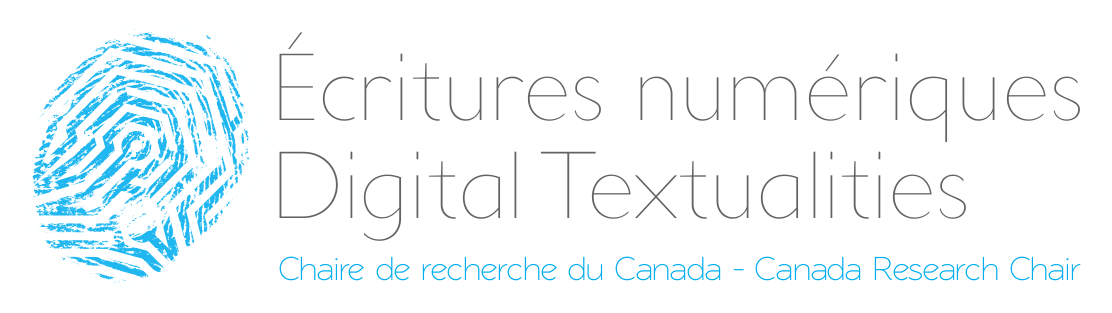 Écritures numériques
Digital Textualities
Chaire de recherche du Canada - Canada Research Chair